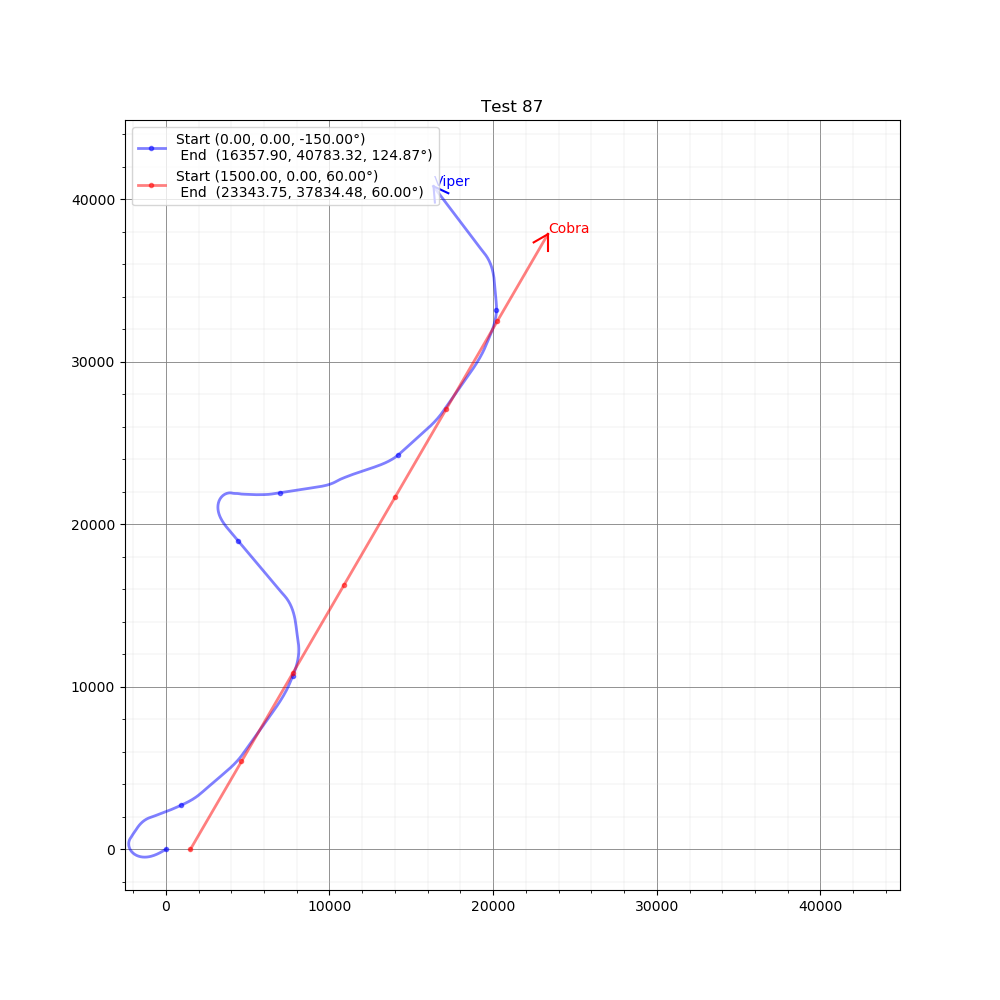 Test 87
Start (0.00, 0.00, -150.00°)
End (16357.90, 40783.32, 124.87°)
Start (1500.00, 0.00, 60.00°)
End (23343.75, 37834.48, 60.00°)
Viper
Cobra
40000
30000
20000
10000
0
0 10000 20000 30000 40000